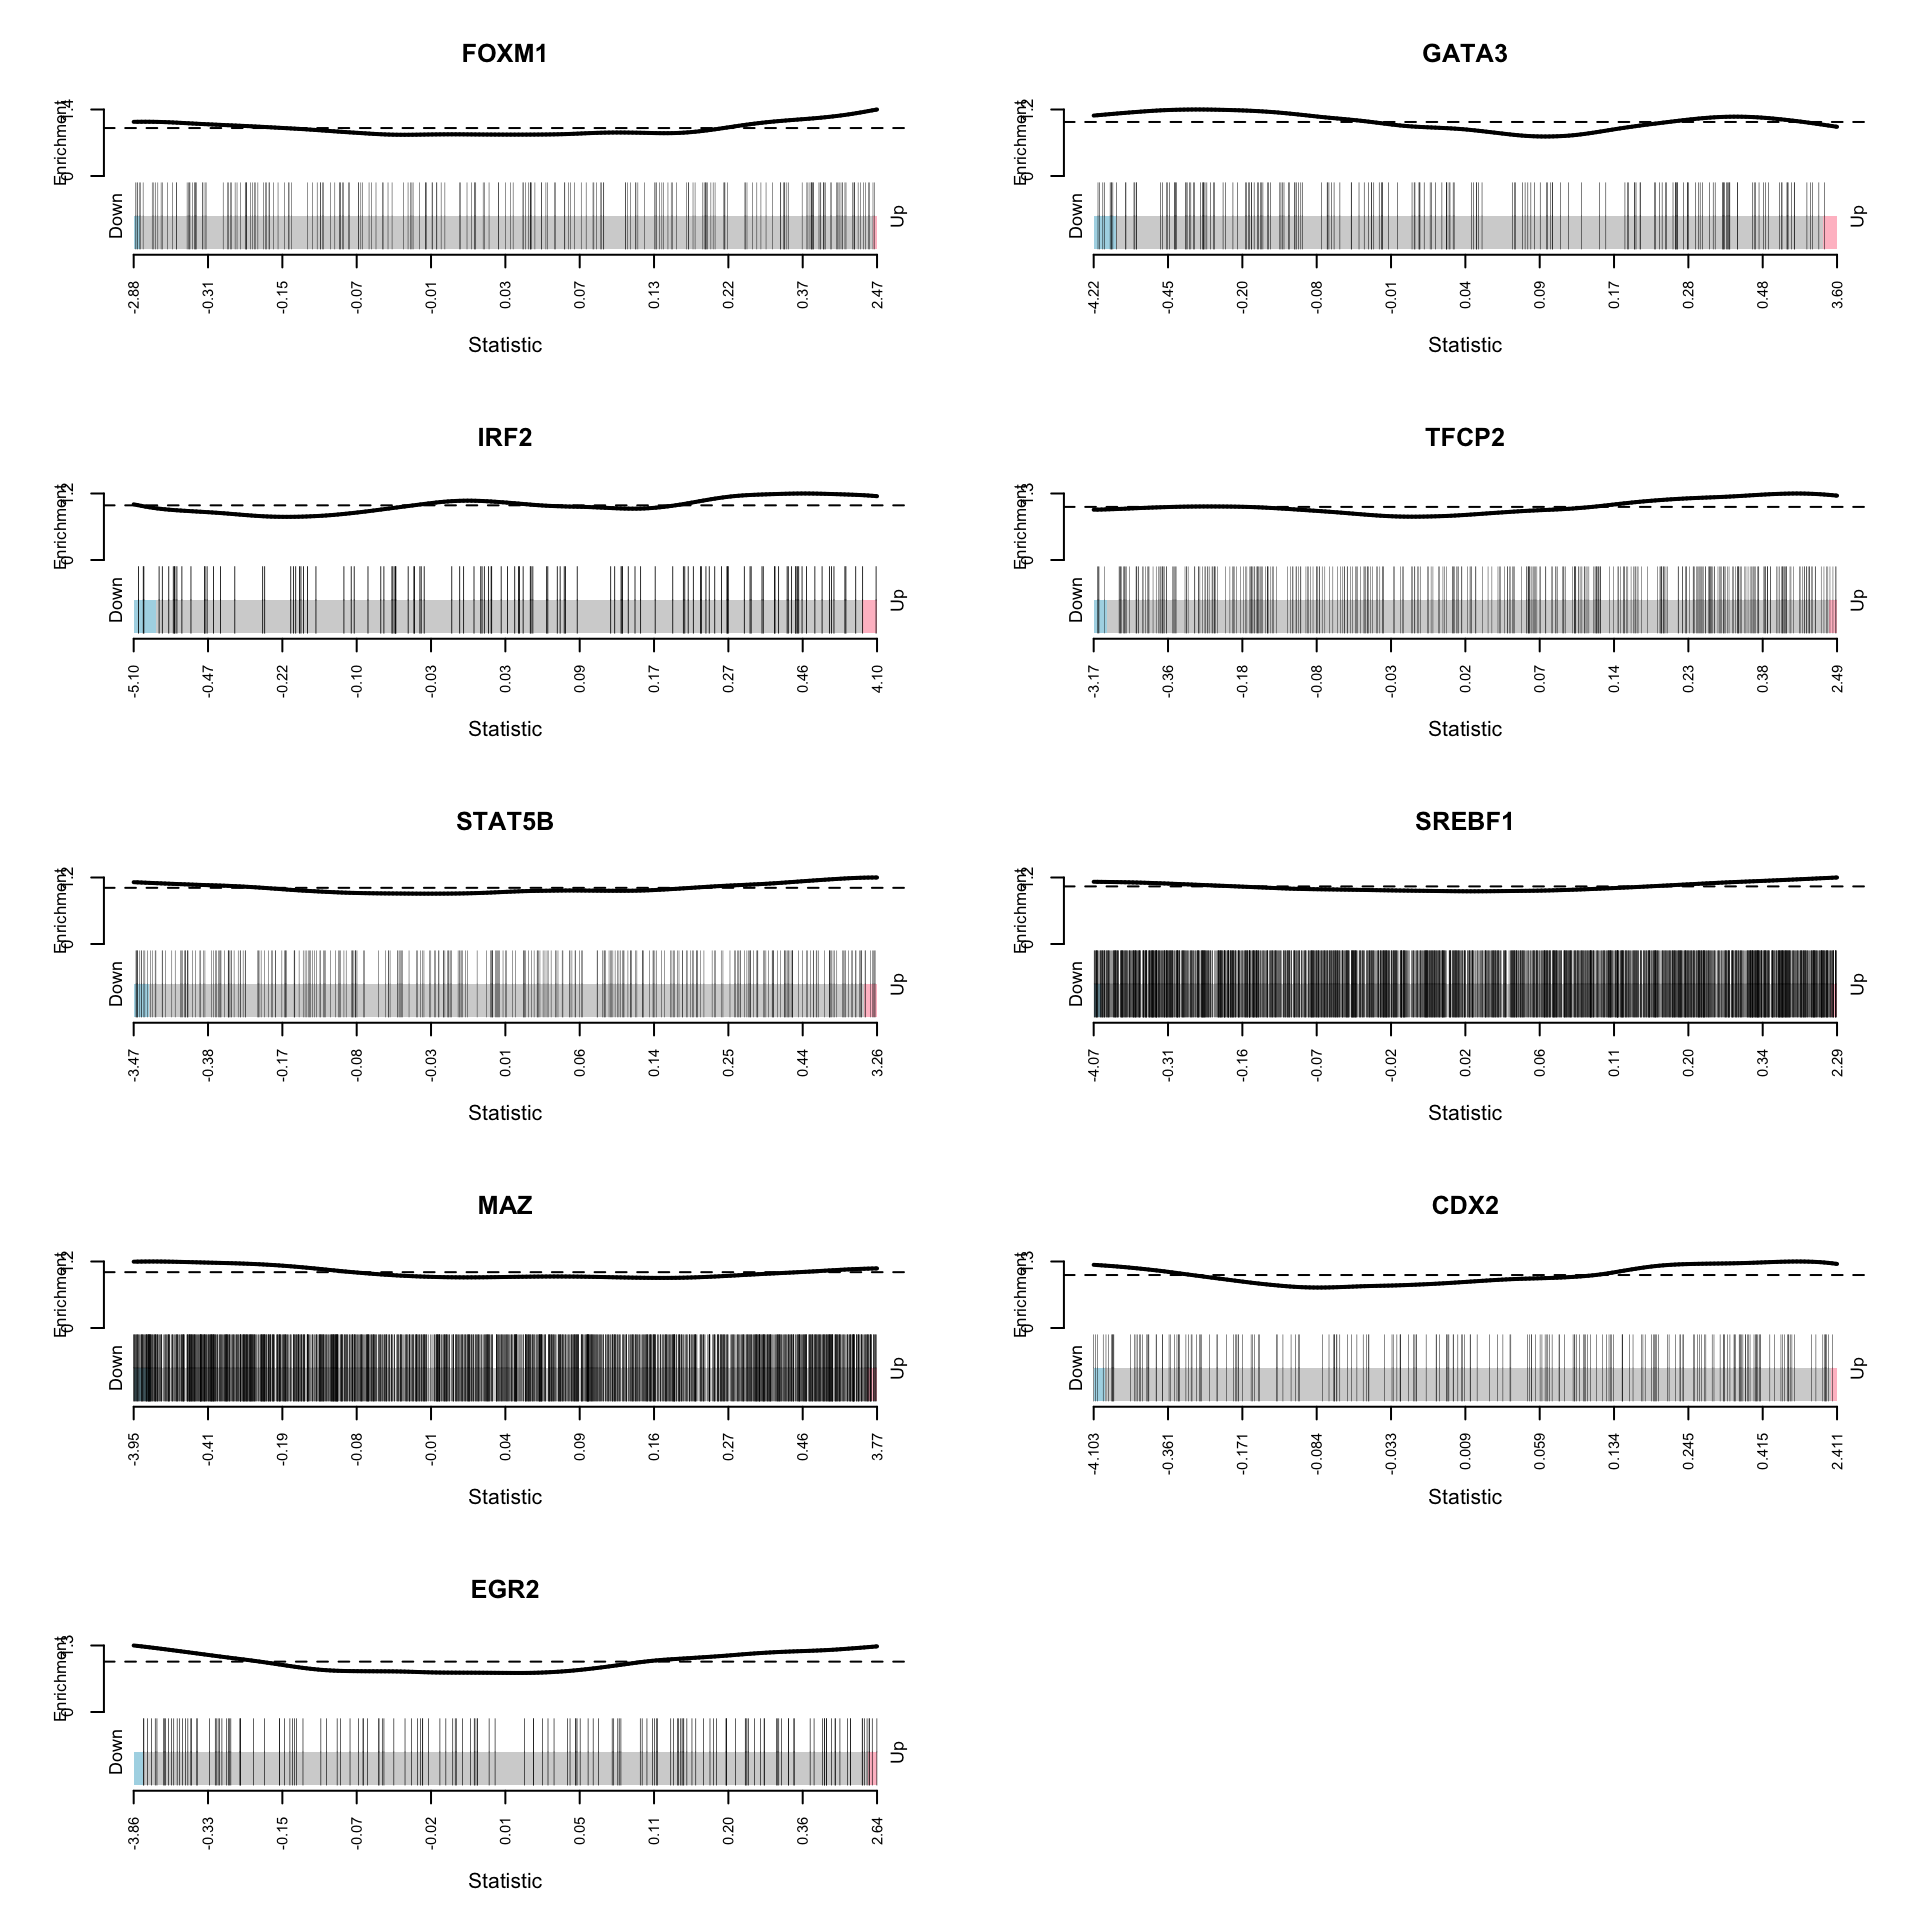 FOXM1
Enrichment
0 1.4
Down
Up
-2.88 -0.31 -0.15 -0.07 -0.01 0.03 0.07 0.13 0.22 0.37 2.47
Statistic
GATA3
Enrichment
0 1.2
Down
Up
-4.22 -0.45 -0.20 -0.08 -0.01 0.04 0.09 0.17 0.28 0.48 3.60
Statistic
IRF2
Enrichment
0 1.2
Down
Up
-5.10 -0.47 -0.22 -0.10 -0.03 0.03 0.09 0.17 0.27 0.46 4.10
Statistic
TFCP2
Enrichment
0 1.3
Down
Up
-3.17 -0.36 -0.18 -0.08 -0.03 0.02 0.07 0.14 0.23 0.38 2.49
Statistic
STAT5B
Enrichment
0 1.2
Down
Up
-3.47 -0.38 -0.17 -0.08 -0.03 0.01 0.06 0.14 0.25 0.44 3.26
Statistic
SREBF1
Enrichment
0 1.2
Down
Up
-4.07 -0.31 -0.16 -0.07 -0.02 0.02 0.06 0.11 0.20 0.34 2.29
Statistic
MAZ
Enrichment
0 1.2
Down
Up
-3.95 -0.41 -0.19 -0.08 -0.01 0.04 0.09 0.16 0.27 0.46 3.77
Statistic
CDX2
Enrichment
0 1.3
Down
Up
-4.103 -0.361 -0.171 -0.084 -0.033 0.009 0.059 0.134 0.245 0.415 2.411
Statistic
EGR2
Enrichment
0 1.3
Down
Up
-3.86 -0.33 -0.15 -0.07 -0.02 0.01 0.05 0.11 0.20 0.36 2.64
Statistic